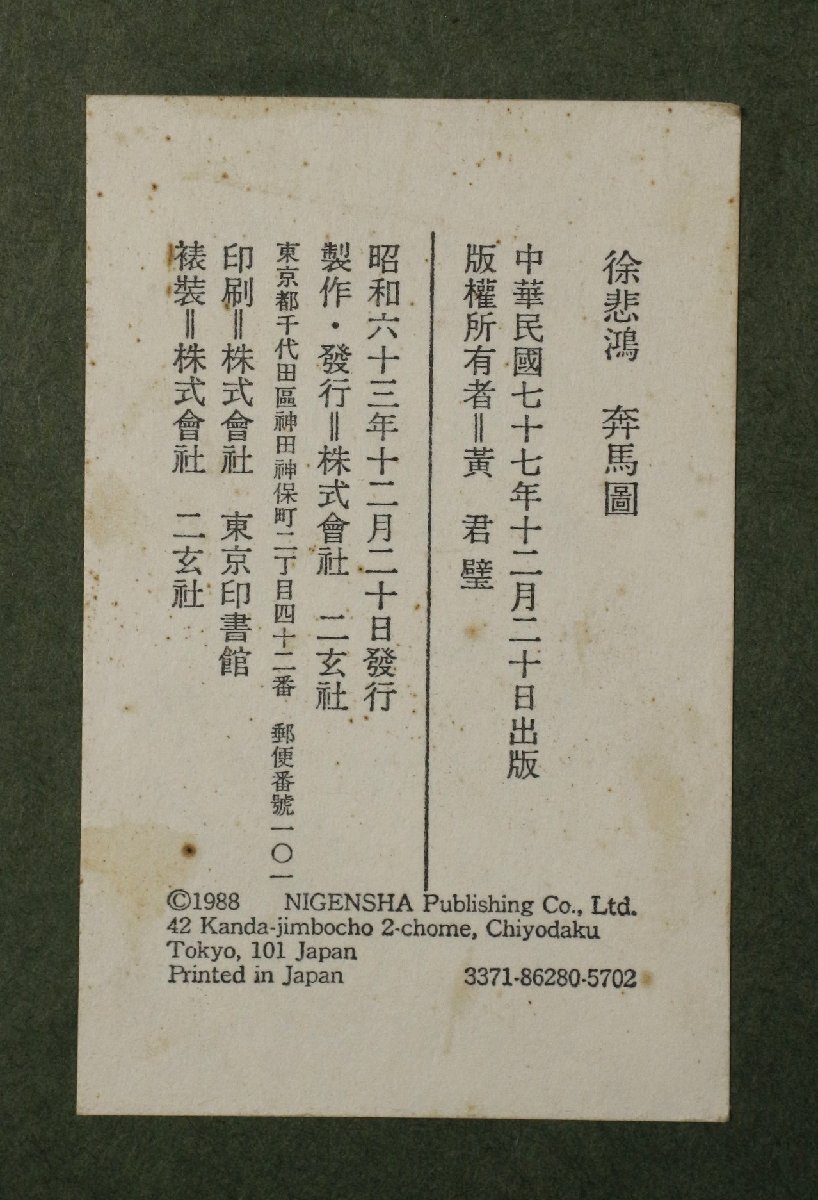 徐悲鴻　奔馬圖
中華民國七十七年十二月二十日出版
版權所有者＝黃　君　璧
昭和六十三年十二月二十日發行
製作・發行＝株式會社　二玄社
東京都千代田區神田神保町二丁目四十二番　郵便番號一〇一
印刷＝株式會社　東京印書館
裱裝＝株式會社　二玄社
©1988 NIGENSHA Publishing Co., Ltd.
42 Kanda-jimbocho 2-chome, Chiyodaku
Tokyo, 101 Japan
Printed in Japan 3371-86280-5702